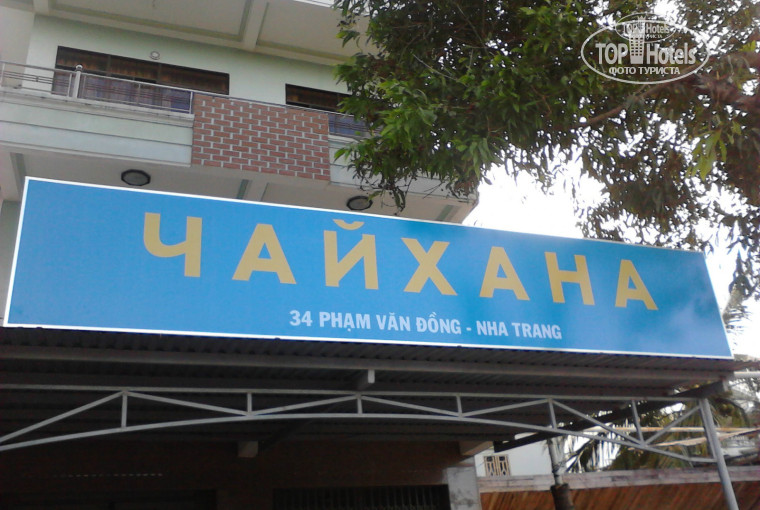 TOP Hotels
ФОТО ТУРИСТА
ЧАЙХАНА
34 PHẠM VĂN ĐỒNG - NHA TRANG